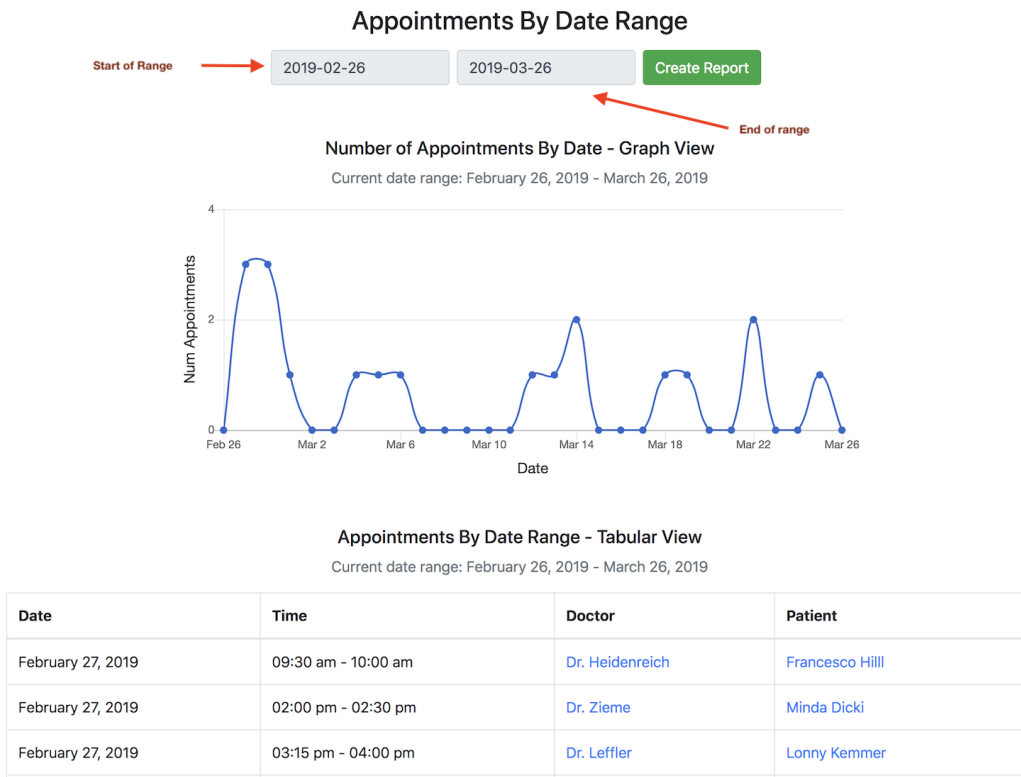 Appointments By Date Range
Start of Range
2019-02-26
2019-03-26
Create Report
End of range
Number of Appointments By Date - Graph View
Current date range: February 26, 2019 - March 26, 2019
4
2
0
Num Appointments
Feb 26 Mar 2 Mar 6 Mar 10 Mar 14 Mar 18 Mar 22 Mar 26
Date
Appointments By Date Range - Tabular View
Current date range: February 26, 2019 - March 26, 2019
Date Time Doctor Patient
February 27, 2019 09:30 am - 10:00 am Dr. Heidenreich Francesco Hilll
February 27, 2019 02:00 pm - 02:30 pm Dr. Zieme Minda Dicki
February 27, 2019 03:15 pm - 04:00 pm Dr. Leffler Lonny Kemmer